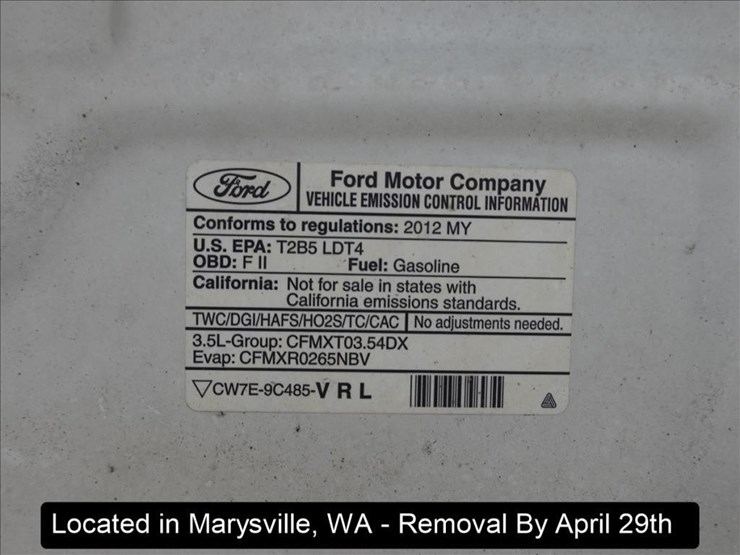 Ford
Ford Motor Company
VEHICLE EMISSION CONTROL INFORMATION
Conforms to regulations: 2012 MY
U.S. EPA: T2B5 LDT4
OBD: F II Fuel: Gasoline
California: Not for sale in states with
California emissions standards.
TWC/DGI/HAFS/HO2S/TC/CAC No adjustments needed.
3.5L-Group: CFMXT03.54DX
Evap: CFMXR0265NBV
CW7E-9C485-V R L
Located in Marysville, WA - Removal By April 29th